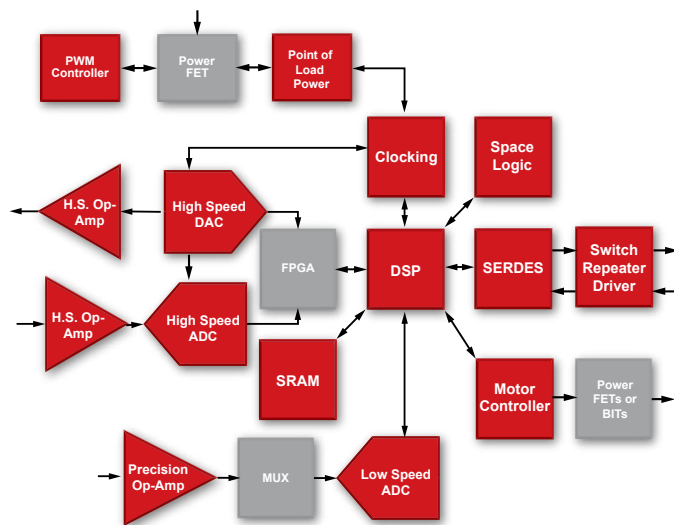 PWM
Controller
Power
FET
Point of
Load
Power
Clocking
Space
Logic
H.S. Op-
Amp
High Speed
DAC
FPGA
DSP
SERDES
Switch
Repeater
Driver
H.S. Op-
Amp
High Speed
ADC
SRAM
Motor
Controller
Power
FETs or
BITs
Precision
Op-Amp
MUX
Low Speed
ADC